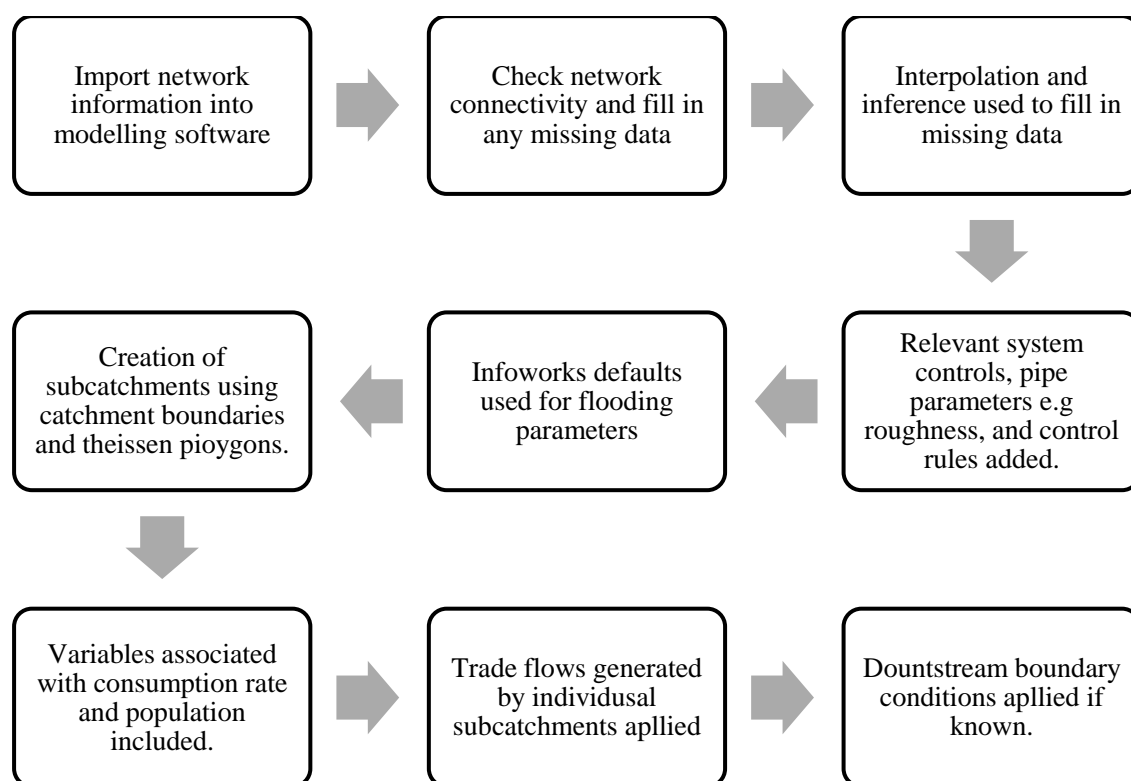 Import network
information into
modelling software
Check network
connectivity and fill in
any missing data
Interpolation and
inference used to fill in
missing data
Relevant system
controls, pipe
parameters e.g
roughness, and control
rules added.
Infoworks defaults
used for flooding
parameters
Creation of
subcatchments using
catchment boundaries
and theissen pioygons.
Variables associated
with consumption rate
and population
included.
Trade flows generated
by individusal
subcatchments apllied
Dountstream boundary
conditions apllied if
known.